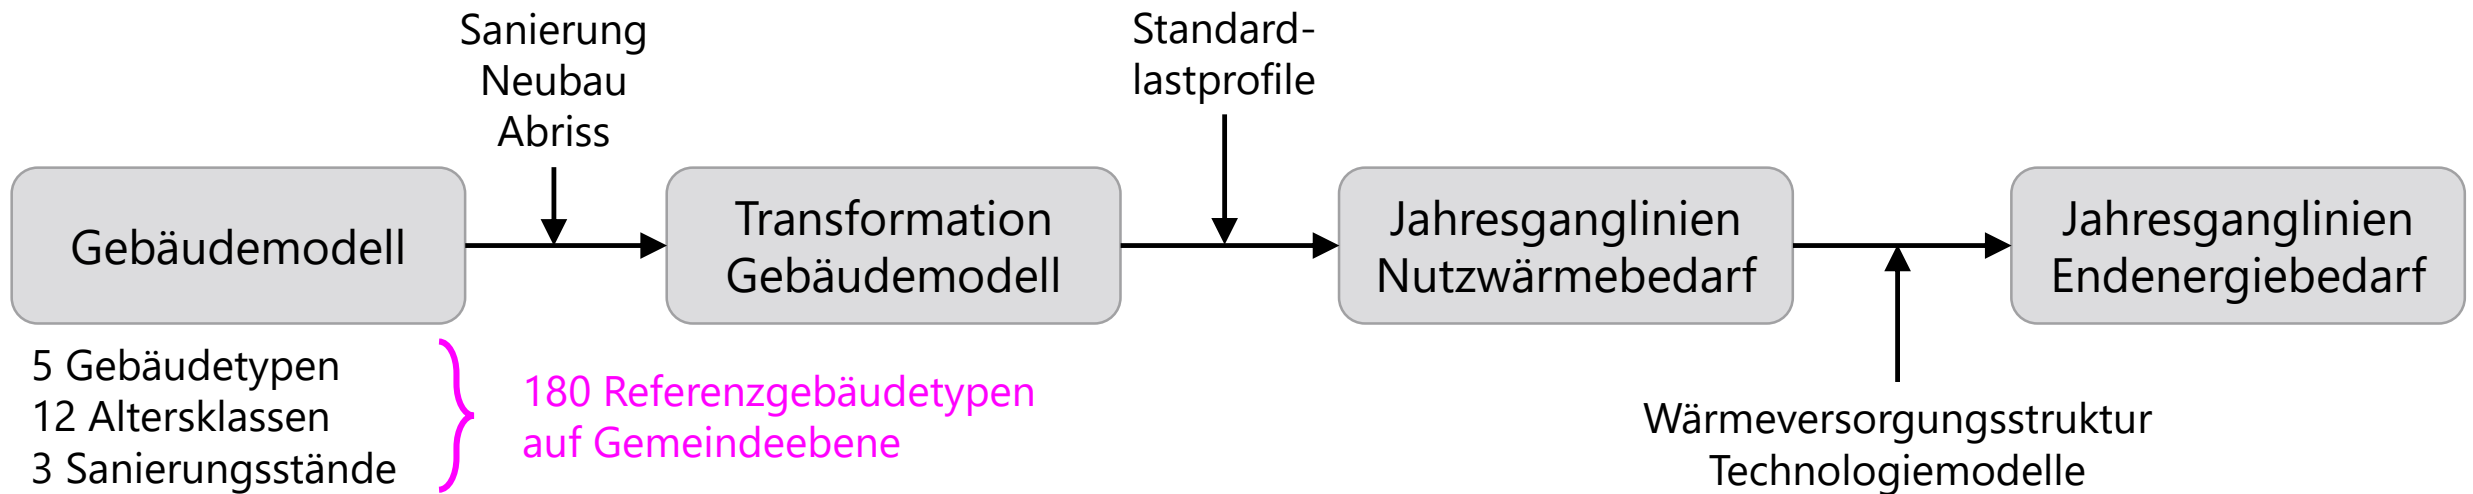 Sanierung
Neubau
Abriss
Standard-
lastprofile
Gebäudemodell
Transformation
Gebäudemodell
Jahresganglinien
Nutzwärmebedarf
Jahresganglinien
Endenergiebedarf
5 Gebäudetypen
12 Altersklassen
3 Sanierungsstände
180 Referenzgebäudetypen
auf Gemeindeebene
Wärmeversorgungsstruktur
Technologiemodelle